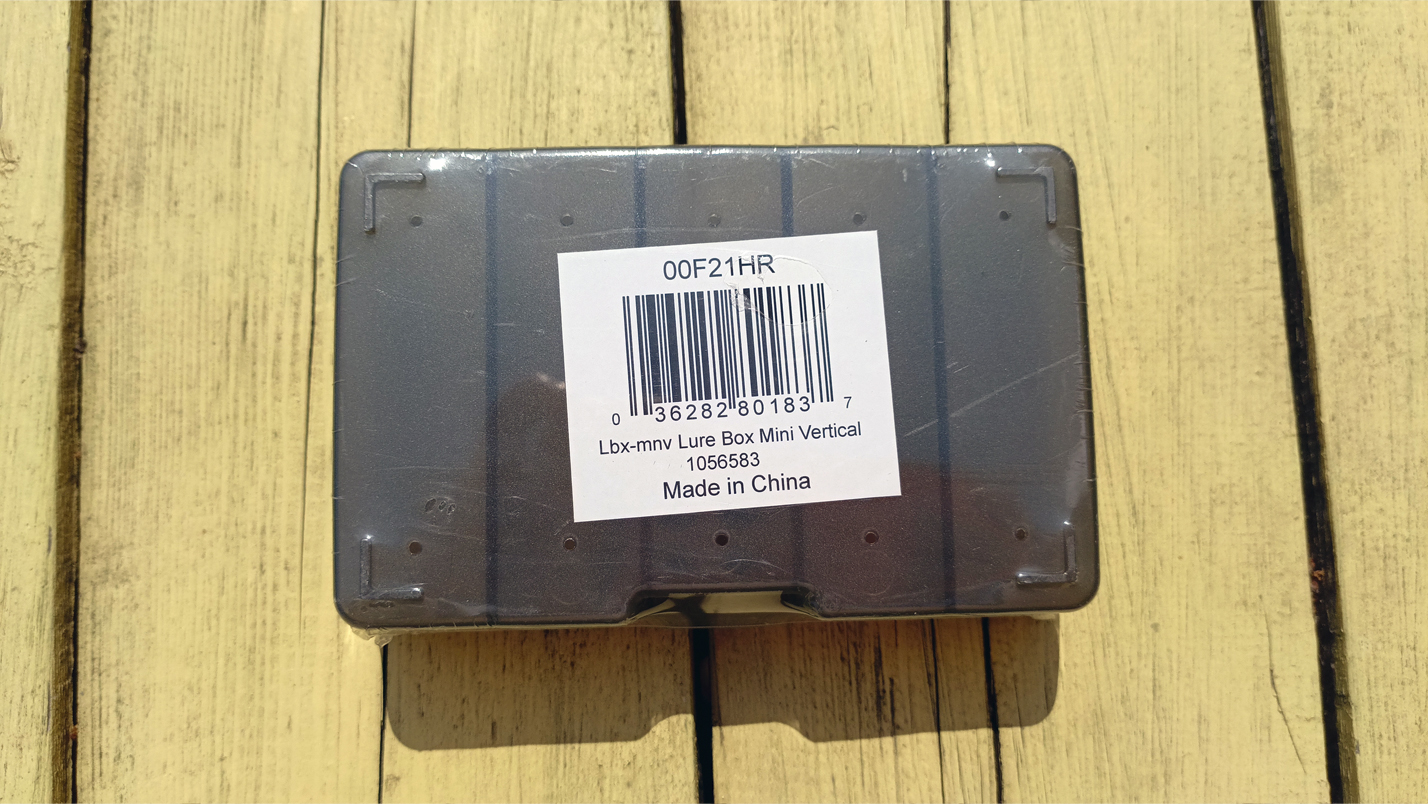 00F21HR
0 36282 80183 7
Lbx-mnv Lure Box Mini Vertical
1056583
Made in China